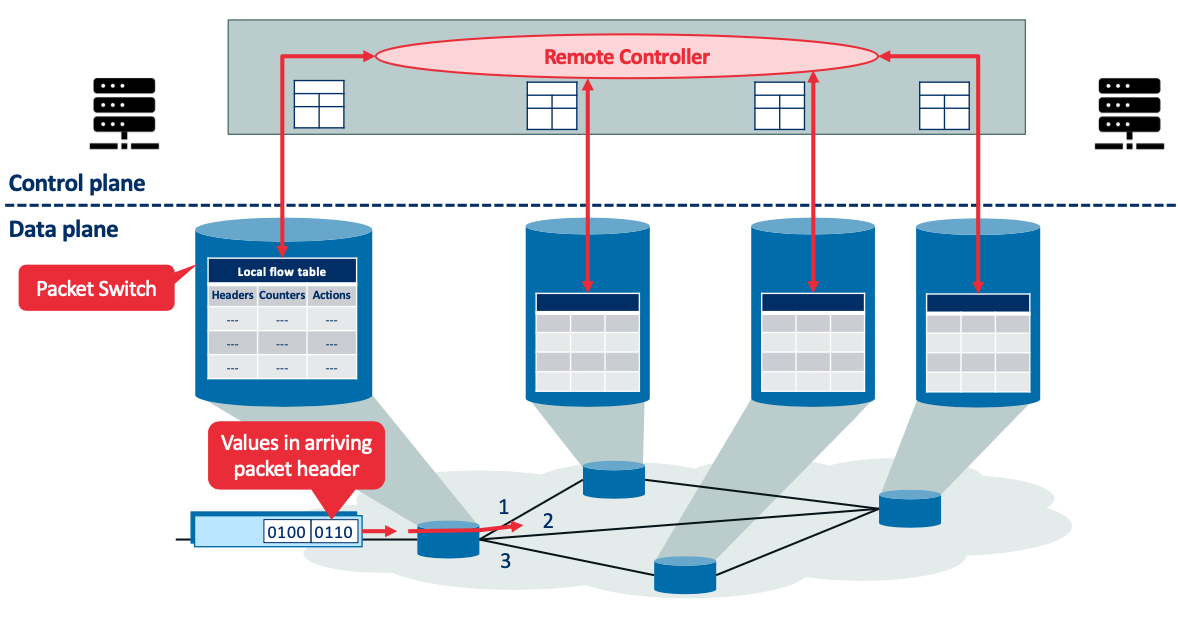 Remote Controller
Control plane
Data plane
Packet Switch
Local flow table
Headers Counters Actions
--- --- ---
--- --- ---
--- --- ---
Values in arriving
packet header
0100 0110
1
2
3